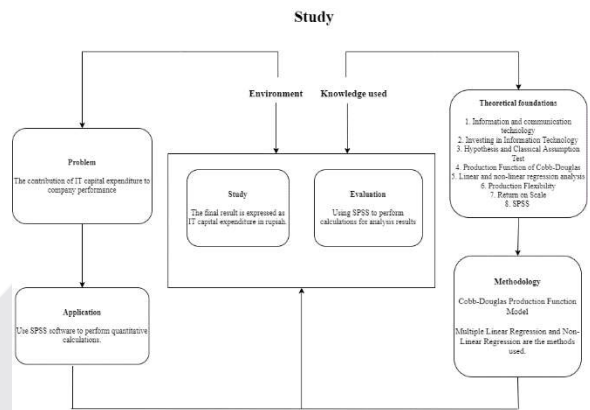 Study
Environment
Knowledge used
Problem
The contribution of IT capital expenditure to
company performance
Application
Use SPSS software to perform quantitative
calculations.
Study
The final result is expressed as
IT capital expenditure in rupiah.
Evaluation
Using SPSS to perform
calculations for analysis results
Theoretical foundations
1. Information and communication
technology
2. Investing in Information Technology
3. Hypothesis and Classical Assumption
Test
4. Production Function of Cobb-Douglas
5. Linear and non-linear regression analysis
6. Production Flexibility
7. Return on Scale
8. SPSS
Methodology
Cobb-Douglas Production Function
Model
Multiple Linear Regression and Non-
Linear Regression are the methods
used.